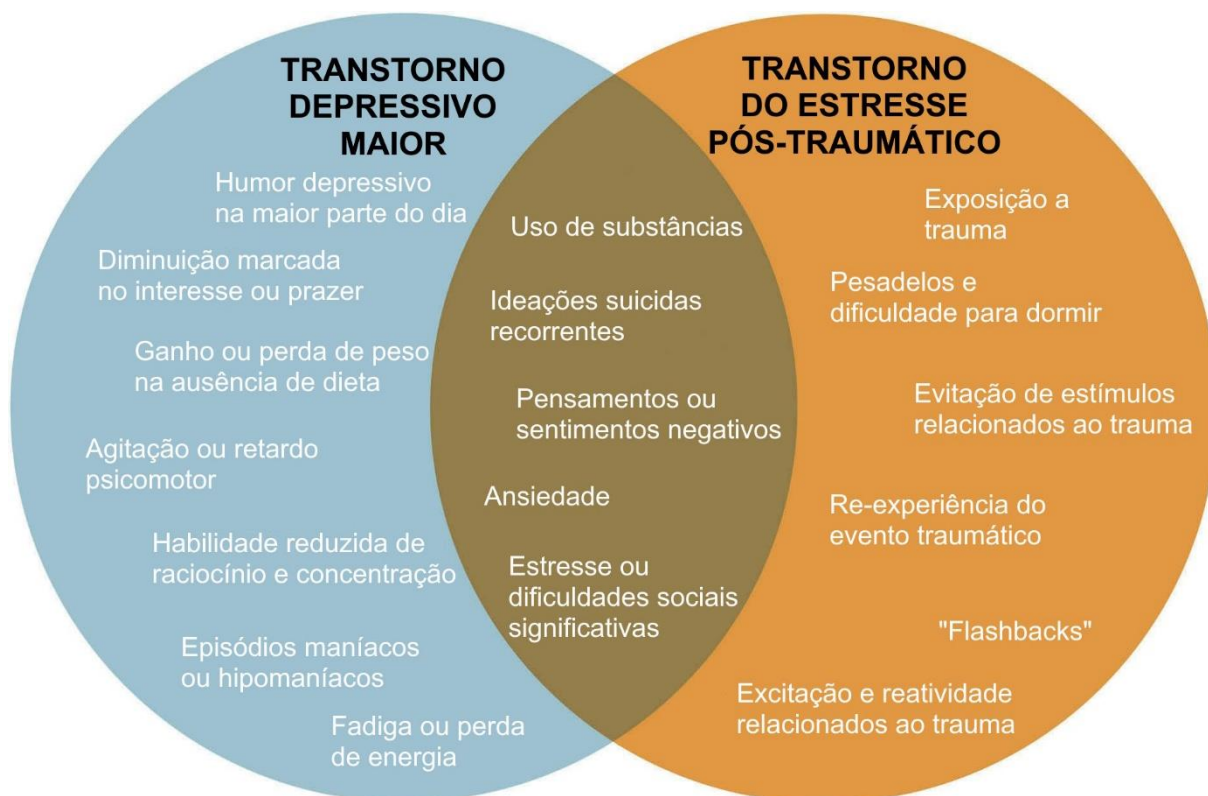 TRANSTORNO
DEPRESSIVO
MAIOR
Humor depressivo
na maior parte do dia
Diminuição marcada
no interesse ou prazer
Ganho ou perda de peso
na ausência de dieta
Agitação ou retardo
psicomotor
Habilidade reduzida de
raciocínio e concentração
Episódios maníacos
ou hipomaníacos
Fadiga ou perda
de energia
Uso de substâncias
Ideações suicidas
recorrentes
Pensamentos ou
sentimentos negativos
Ansiedade
Estresse ou
dificuldades sociais
significativas
TRANSTORNO
DO ESTRESSE
PÓS-TRAUMÁTICO
Exposição a
trauma
Pesadelos e
dificuldade para dormir
Evitação de estímulos
relacionados ao trauma
Re-experiência do
evento traumático
"Flashbacks"
Excitação e reatividade
relacionados ao trauma